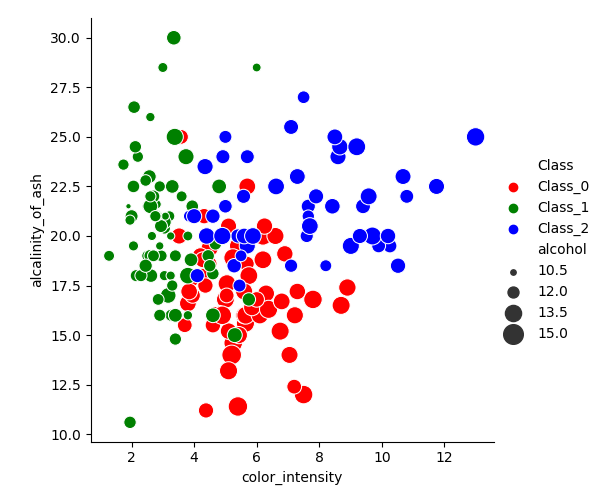 30.0
27.5
25.0
22.5
20.0
17.5
15.0
12.5
10.0
alcalinity_of_ash
2 4 6 8 10 12
color_intensity
Class
Class_0
Class_1
Class_2
alcohol
10.5
12.0
13.5
15.0